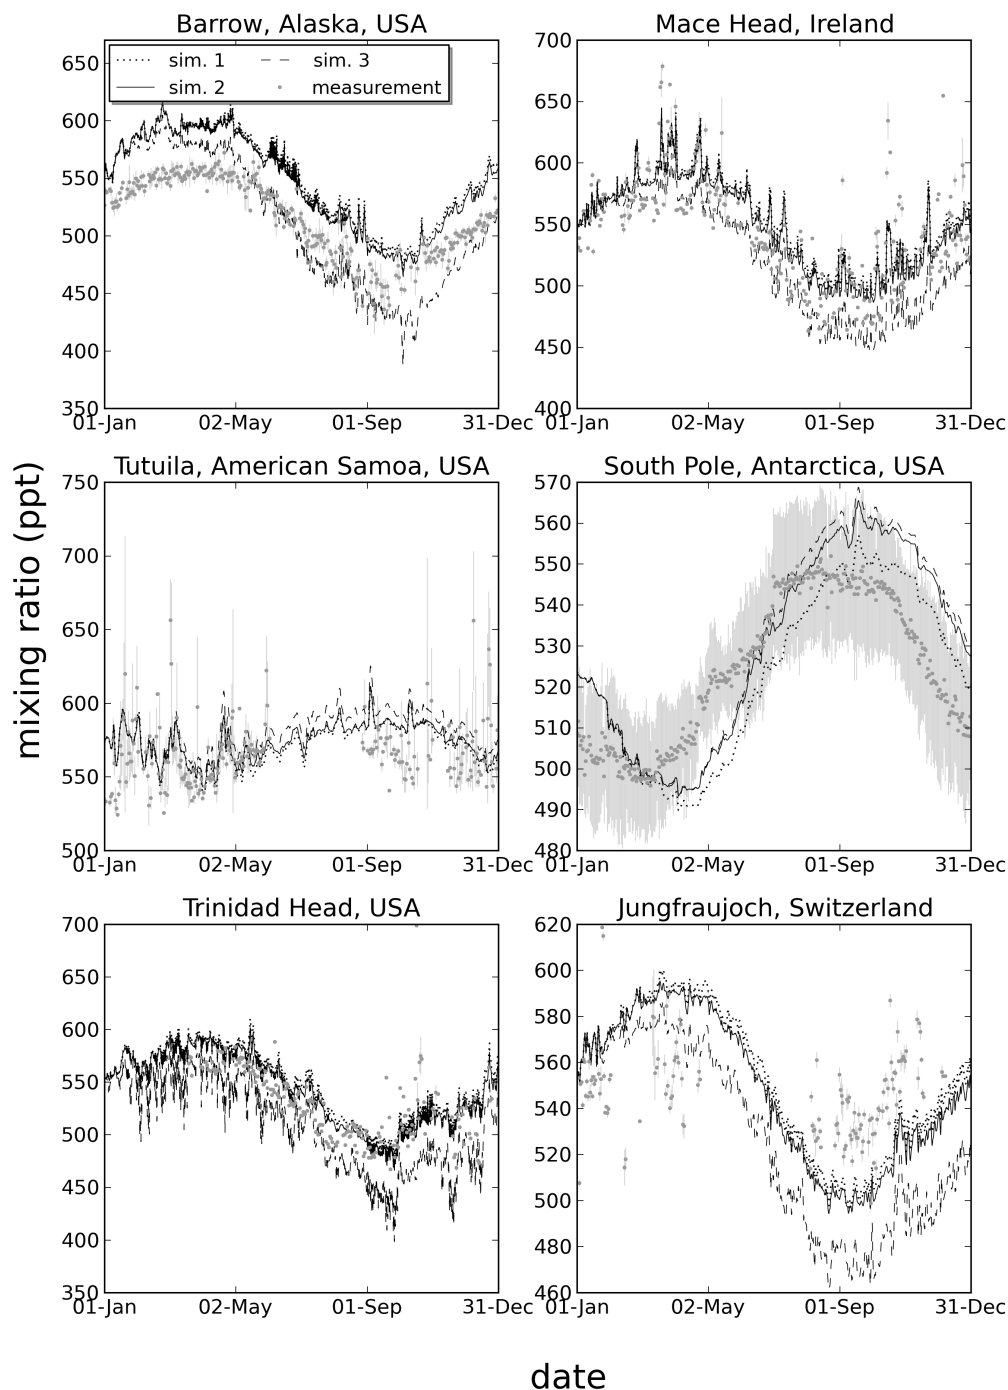 Barrow, Alaska, USA
650
600
550
500
450
400
350
01-Jan 02-May 01-Sep 31-Dec
sim. 1
sim. 2
sim. 3
measurement
Mace Head, Ireland
700
650
600
550
500
450
400
01-Jan 02-May 01-Sep 31-Dec
mixing ratio (ppt)
Tutuila, American Samoa, USA
750
700
650
600
550
500
01-Jan 02-May 01-Sep 31-Dec
South Pole, Antarctica, USA
570
560
550
540
530
520
510
500
490
480
01-Jan 02-May 01-Sep 31-Dec
Trinidad Head, USA
700
650
600
550
500
450
400
350
01-Jan 02-May 01-Sep 31-Dec
Jungfraujoch, Switzerland
620
600
580
560
540
520
500
480
460
01-Jan 02-May 01-Sep 31-Dec
date